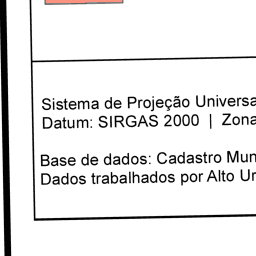 Sistema de Projeção Universa
Datum: SIRGAS 2000 | Zona
Base de dados: Cadastro Mun
Dados trabalhados por Alto Ur